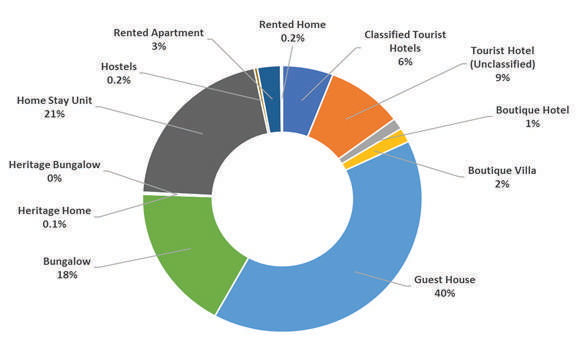 Rented Home
0.2%
Classified Tourist
Hotels
6%
Tourist Hotel
(Unclassified)
9%
Boutique Hotel
1%
Boutique Villa
2%
Guest House
40%
Bungalow
18%
Heritage Home
0.1%
Heritage Bungalow
0%
Home Stay Unit
21%
Hostels
0.2%
Rented Apartment
3%